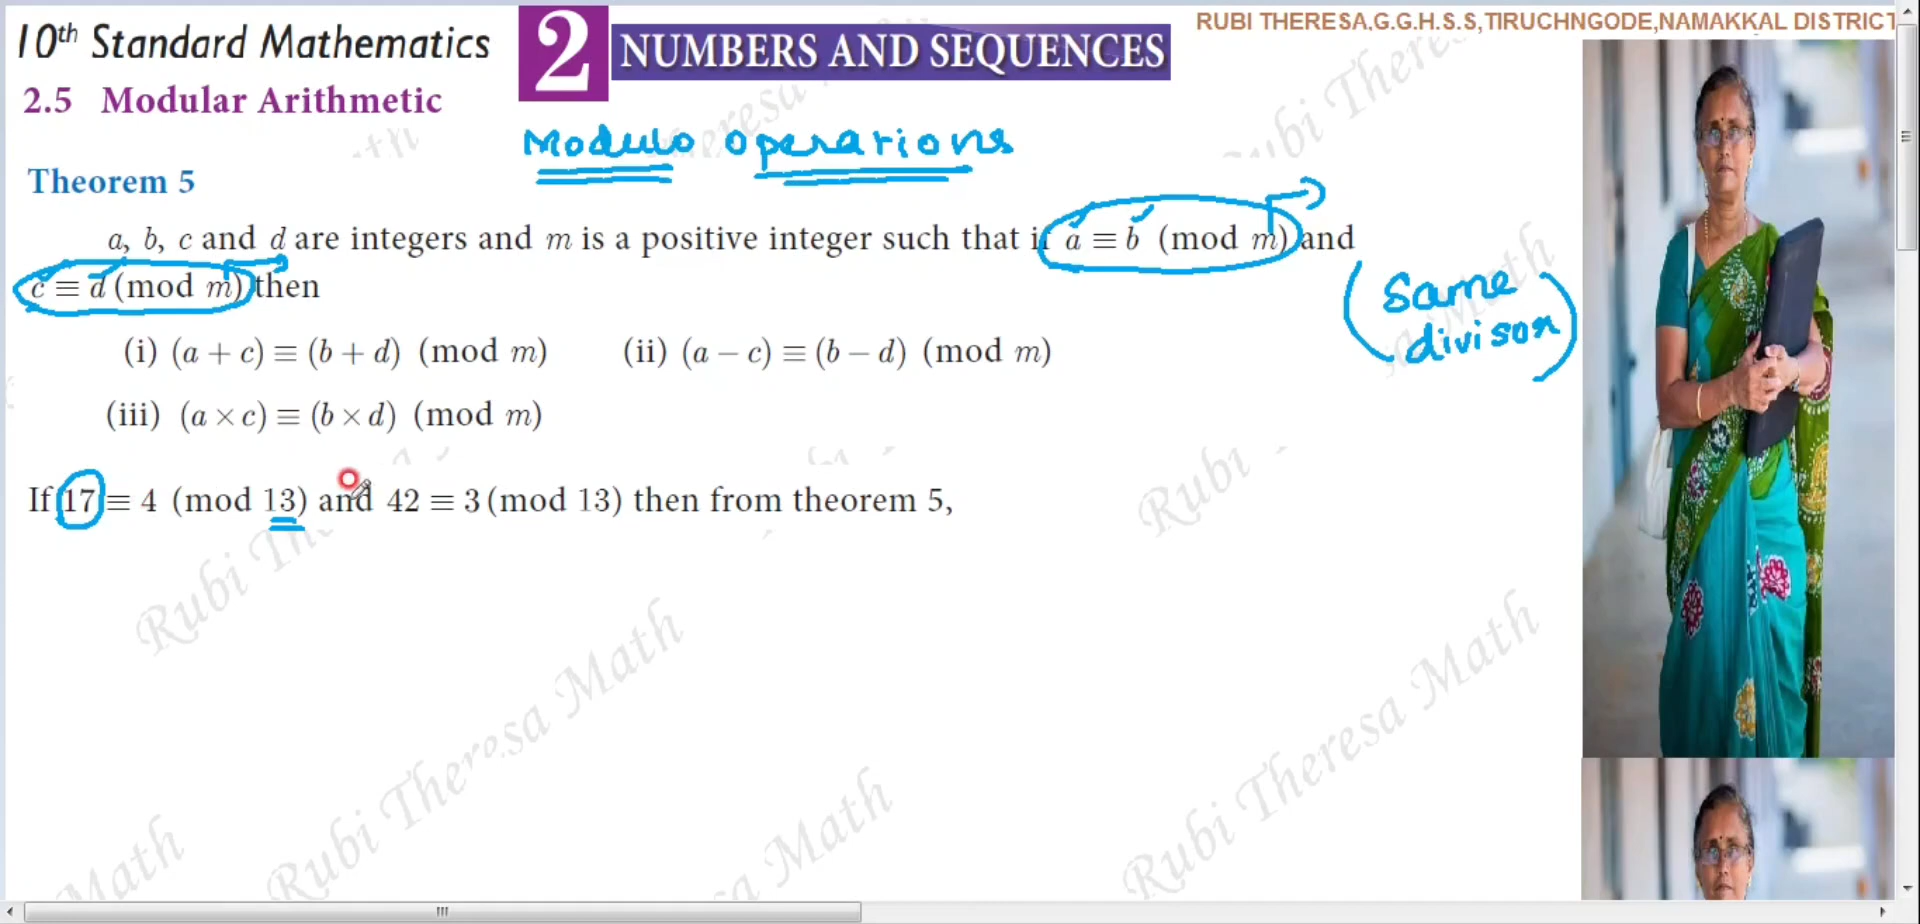 10th Standard Mathematics
2 NUMBERS AND SEQUENCES
RUBI THERESA,G.G.H.S.S,TIRUCHNGODE,NAMAKKAL DISTRICT
2.5 Modular Arithmetic
Modulo operations
Theorem 5
a, b, c and d are integers and m is a positive integer such that if a ≡ b (mod m) and
c ≡ d (mod m) then
(Same
divisor)
(i) (a + c) ≡ (b + d) (mod m) (ii) (a − c) ≡ (b − d) (mod m)
(iii) (a × c) ≡ (b × d) (mod m)
If 17 ≡ 4 (mod 13) and 42 ≡ 3 (mod 13) then from theorem 5,
Rubi Theresa Math
Rubi Theresa Math
Rubi Theresa Math